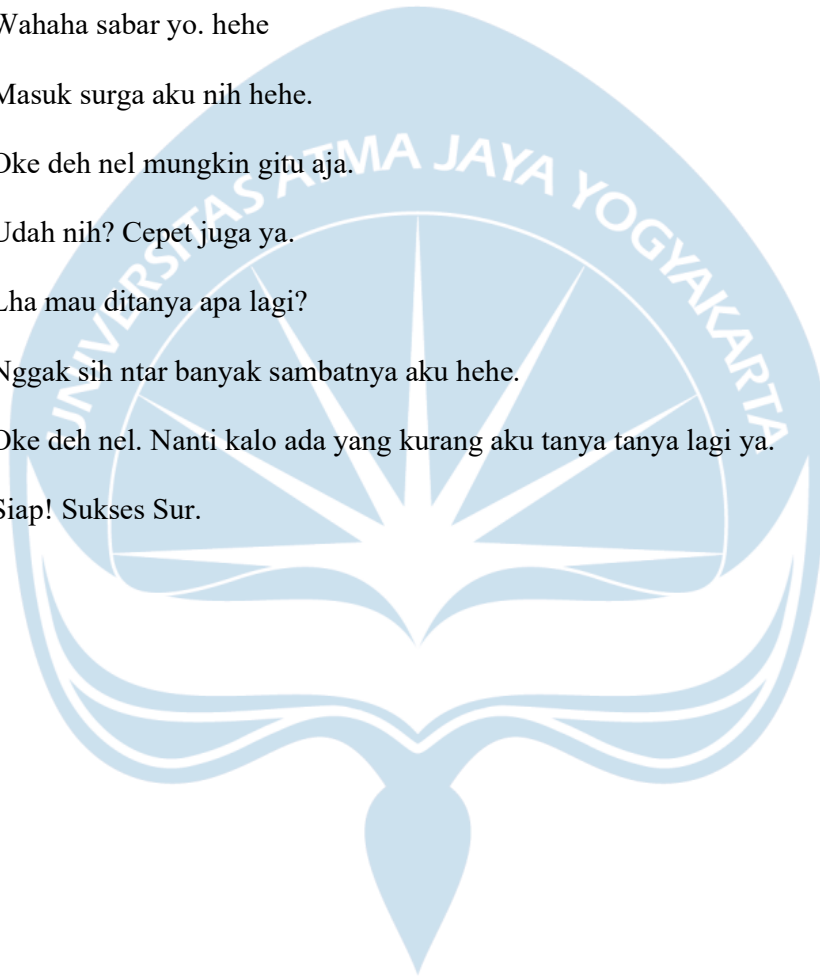 Wahaha sabar yo. hehe
Masuk surga aku nih hehe.
Oke deh nel mungkin gitu aja.
Udah nih? Cepet juga ya.
Lha mau ditanya apa lagi?
Nggak sih ntar banyak sambatnya aku hehe.
Oke deh nel. Nanti kalo ada yang kurang aku tanya tanya lagi ya.
Siap! Sukses Sur.
UNIVERSITAS ATMA JAYA YOGYAKARTA